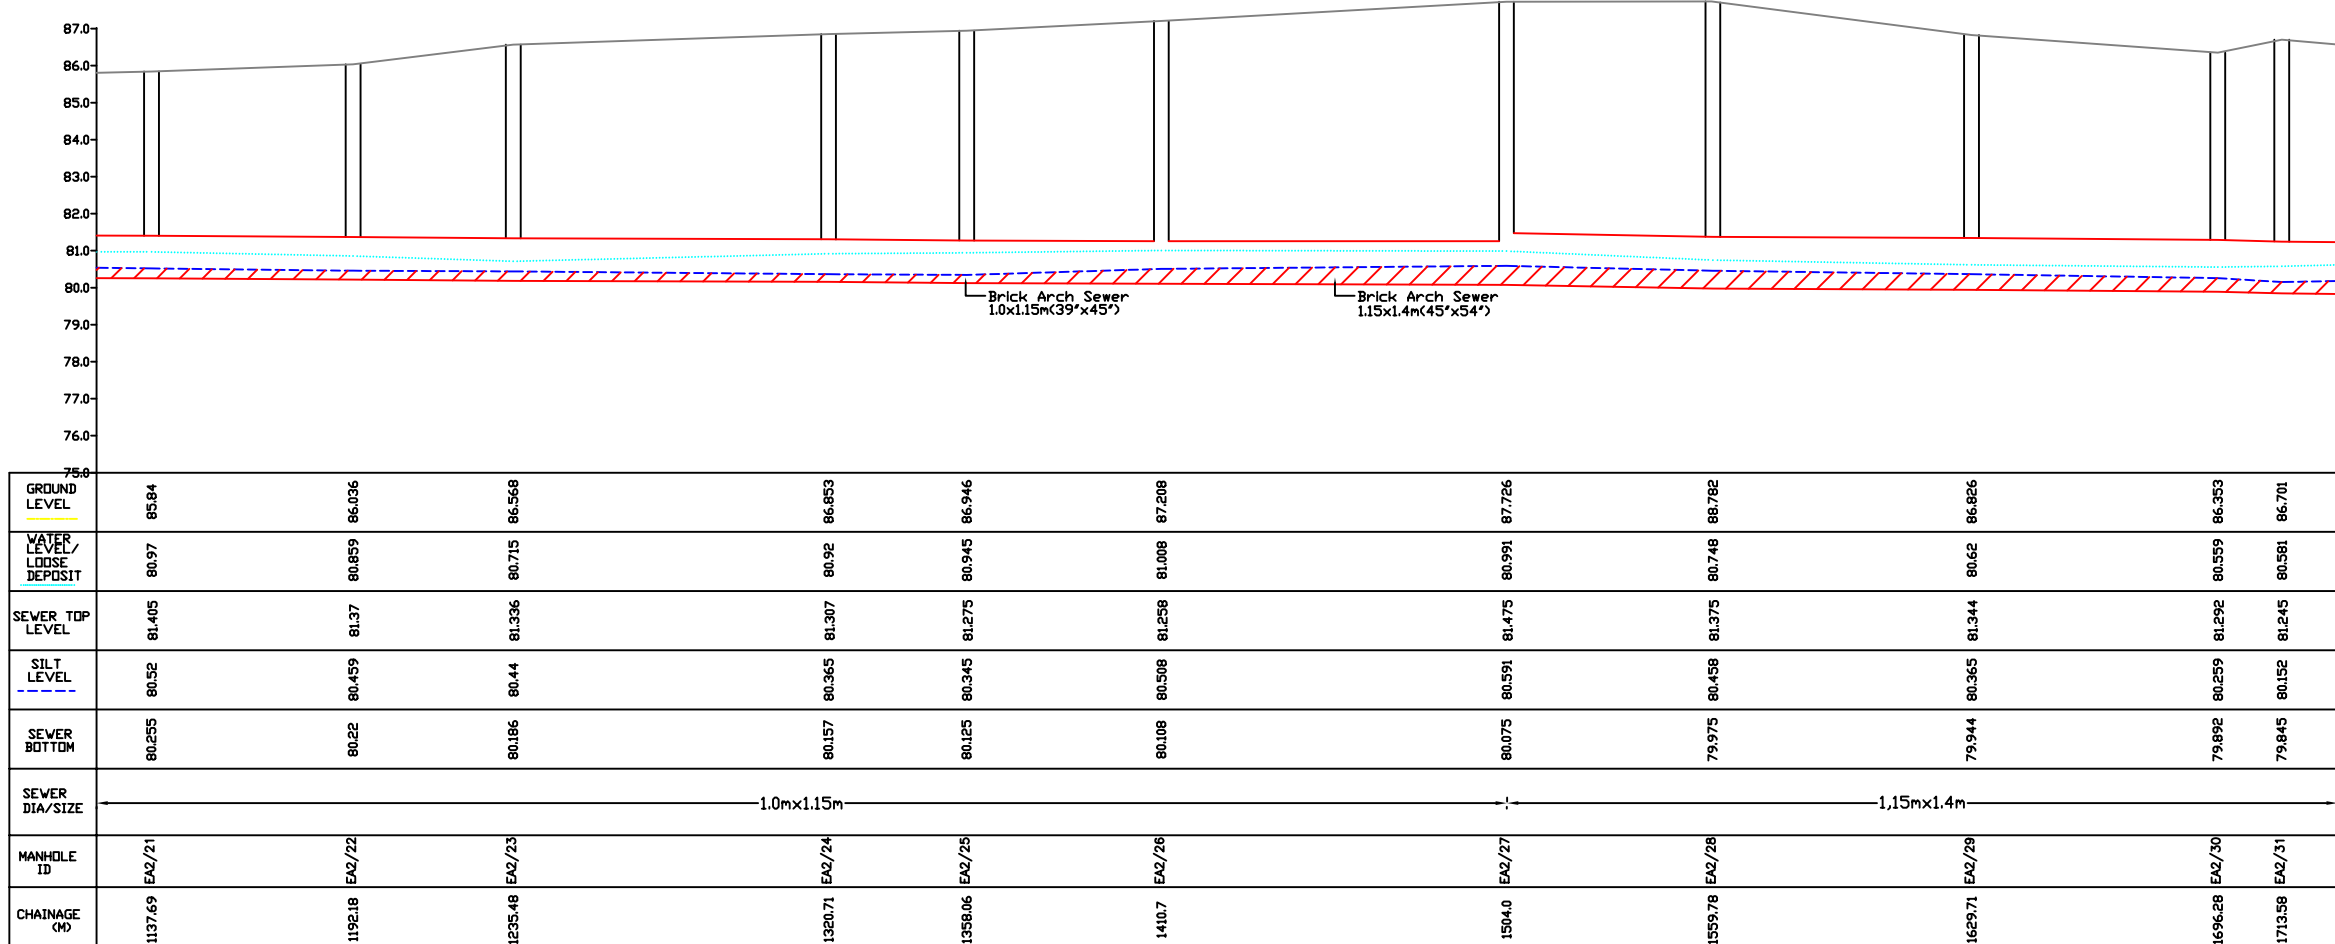 87.0
86.0
85.0
84.0
83.0
82.0
81.0
80.0
79.0
78.0
77.0
76.0
75.0
Brick Arch Sewer
1.0x1.15m(39"x45")
Brick Arch Sewer
1.15x1.4m(45"x54")
GROUND
LEVEL
85.84 86.036 86.568 86.853 86.946 87.208 87.726 88.782 86.826 86.353 86.701
WATER
LEVEL/
LOOSE
DEPOSIT
80.97 80.859 80.715 80.92 80.945 81.008 80.991 80.748 80.62 80.559 80.581
SEWER TOP
LEVEL
81.405 81.37 81.336 81.307 81.275 81.258 81.475 81.375 81.344 81.292 81.245
SILT
LEVEL
80.52 80.459 80.44 80.365 80.345 80.508 80.591 80.458 80.365 80.259 80.152
SEWER
BOTTOM
80.255 80.22 80.186 80.157 80.125 80.108 80.075 79.975 79.944 79.892 79.845
SEWER
DIA/SIZE
1.0mx1.15m 1,15mx1.4m
MANHOLE
ID
EA2/21 EA2/22 EA2/23 EA2/24 EA2/25 EA2/26 EA2/27 EA2/28 EA2/29 EA2/30 EA2/31
CHAINAGE
(M)
1137.69 1192.18 1235.48 1320.71 1358.06 1410.7 1504.0 1559.78 1629.71 1696.28 1713.58